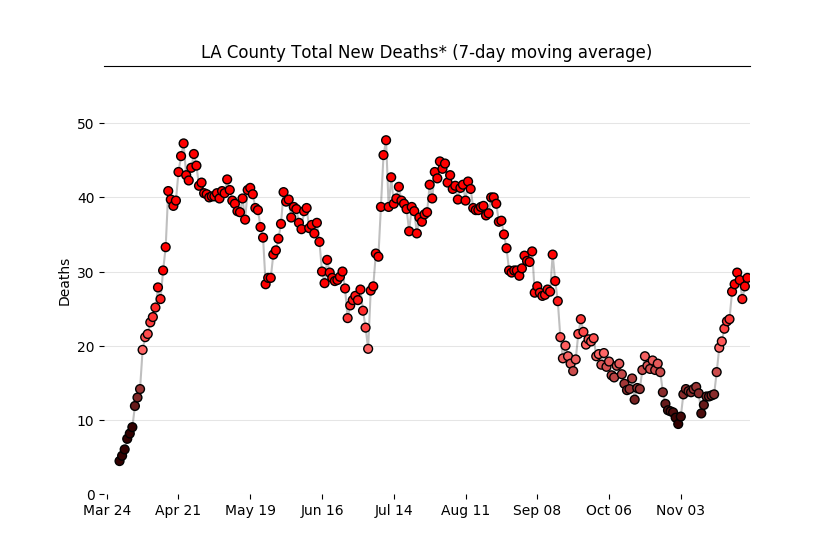 LA County Total New Deaths* (7-day moving average)
50
40
30
20
10
0
Deaths
Mar 24 Apr 21 May 19 Jun 16 Jul 14 Aug 11 Sep 08 Oct 06 Nov 03